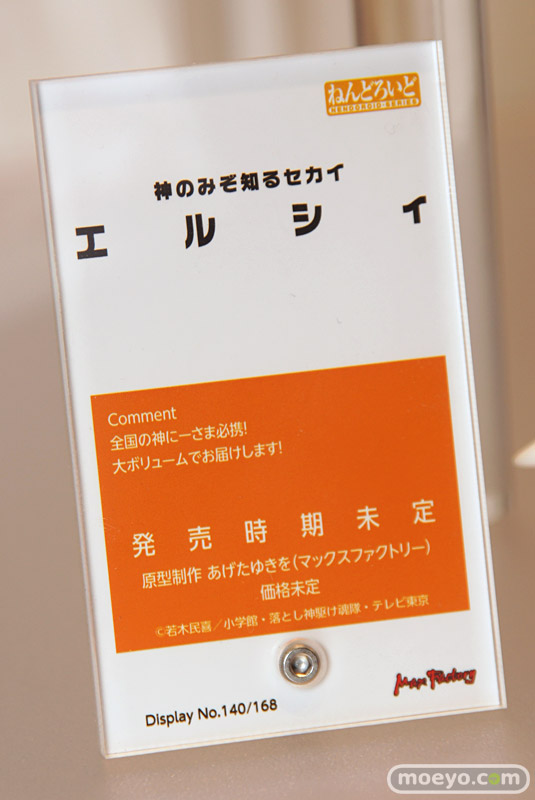 ねんどろいど
NENDOROID SERIES
神のみぞ知るセカイ
エルシィ
Comment
全国の神にーさま必携!
大ボリュームでお届けします!
発売時期未定
原型制作 あげたゆきを(マックスファクトリー)
価格未定
©若木民喜/小学館・落とし神駆け魂隊・テレビ東京
Max Factory
Display No.140/168
moeyo.com